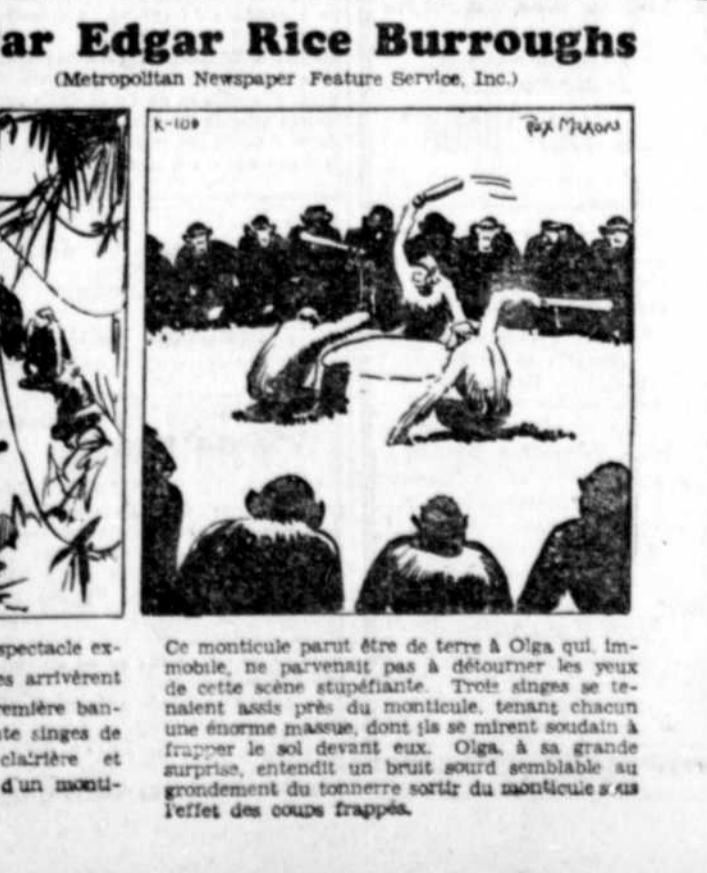 ar Edgar Rice Burroughs
(Metropolitan Newspaper Feature Service, Inc.)
Rex Maxon
spectacle ex-
es arrivèrent
remière ban-
te singes de
clairière et
d'un monti-
Ce monticule parut être de terre à Olga qui, im-
mobile, ne parvenait pas à détourner les yeux
de cette scène stupéfiante. Trois singes se te-
naient assis près du monticule, tenant chacun
une énorme massue, dont ils se mirent soudain à
frapper le sol devant eux. Olga, à sa grande
surprise, entendit un bruit sourd semblable au
grondement du tonnerre sortir du monticule sous
l'effet des coups frappés.